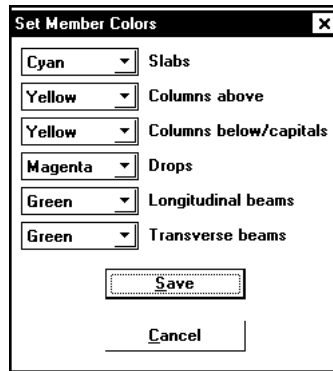 Set Member Colors
Cyan Slabs
Yellow Columns above
Yellow Columns below/capitals
Magenta Drops
Green Longitudinal beams
Green Transverse beams
Save
Cancel